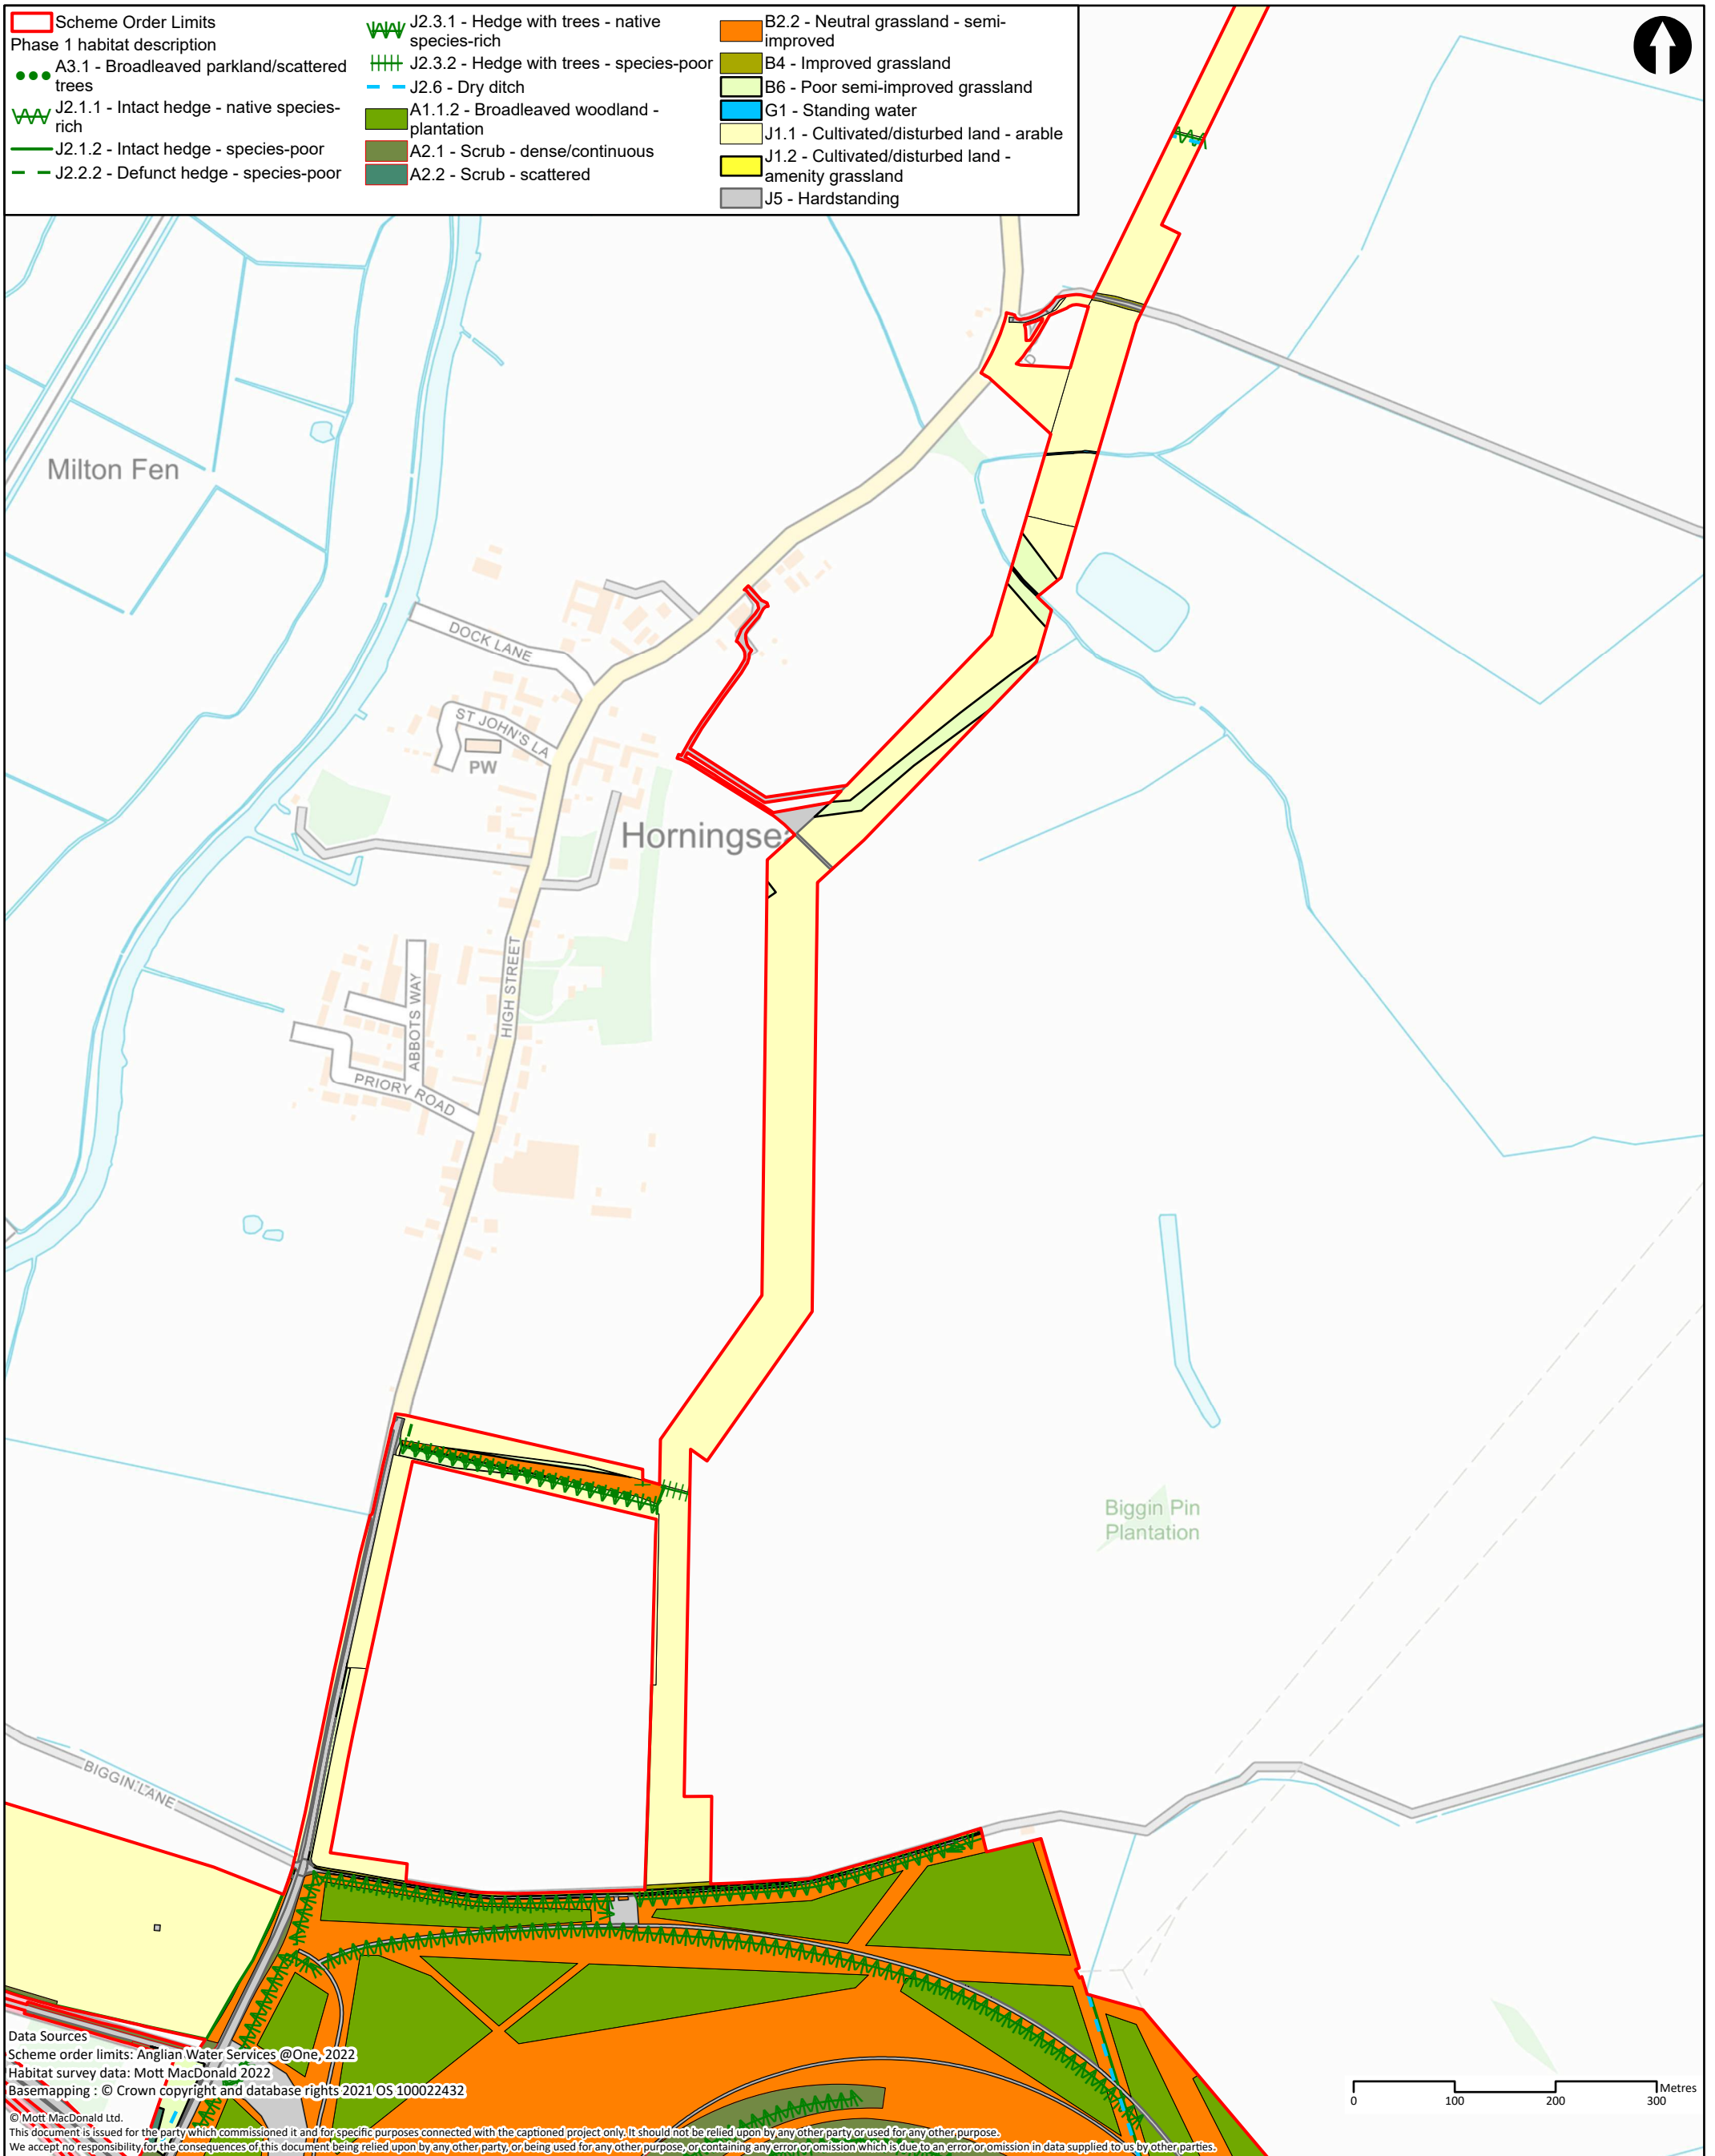 Scheme Order Limits
Phase 1 habitat description
A3.1 - Broadleaved parkland/scattered
trees
J2.1.1 - Intact hedge - native species-
rich
J2.1.2 - Intact hedge - species-poor
J2.2.2 - Defunct hedge - species-poor
J2.3.1 - Hedge with trees - native
species-rich
J2.3.2 - Hedge with trees - species-poor
J2.6 - Dry ditch
A1.1.2 - Broadleaved woodland -
plantation
A2.1 - Scrub - dense/continuous
A2.2 - Scrub - scattered
B2.2 - Neutral grassland - semi-
improved
B4 - Improved grassland
B6 - Poor semi-improved grassland
G1 - Standing water
J1.1 - Cultivated/disturbed land - arable
J1.2 - Cultivated/disturbed land -
amenity grassland
J5 - Hardstanding
Milton Fen
DOCK LANE
ST JOHN'S LA
PW
Horningsea
HIGH STREET
ABBOTS WAY
PRIORY ROAD
Biggin Pin
Plantation
BIGGIN LANE
Data Sources
Scheme order limits: Anglian Water Services @One, 2022
Habitat survey data: Mott MacDonald 2022
Basemapping : © Crown copyright and database rights 2021 OS 100022432
Metres
0 100 200 300
© Mott MacDonald Ltd.
This document is issued for the party which commissioned it and for specific purposes connected with the captioned project only. It should not be relied upon by any other party or used for any other purpose.
We accept no responsibility for the consequences of this document being relied upon by any other party, or being used for any other purpose, or containing any error or omission which is due to an error or omission in data supplied to us by other parties.